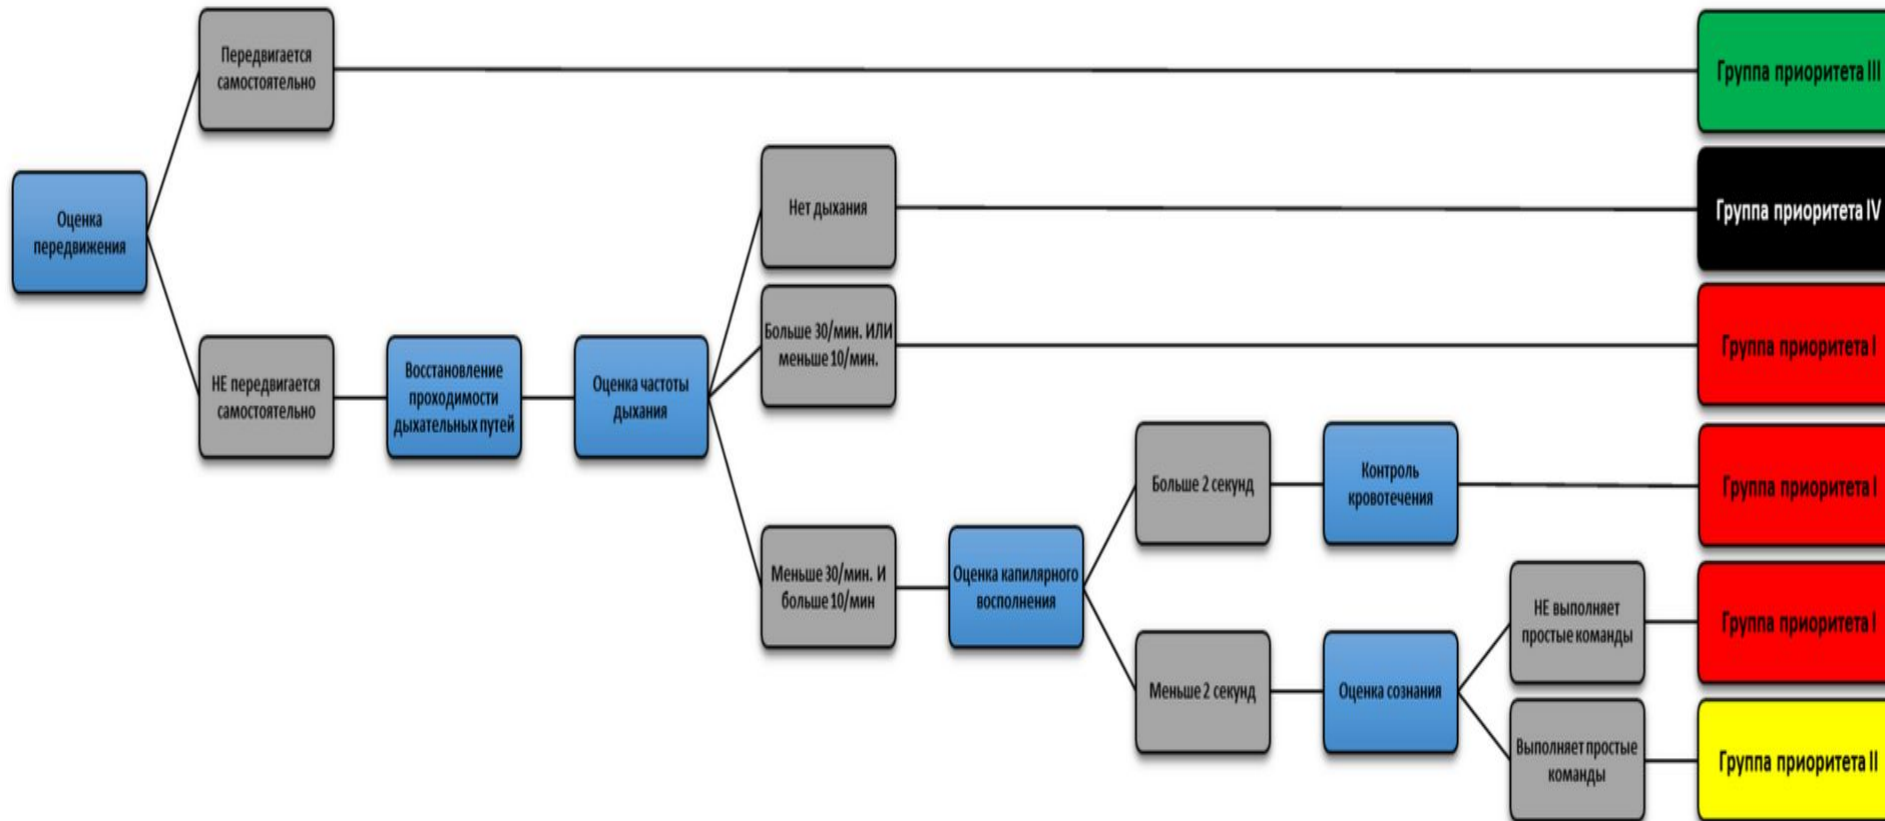 Передвигается
самостоятельно
Группа приоритета III
Оценка
передвижения
Нет дыхания
Группа приоритета IV
Больше 30/мин. ИЛИ
меньше 10/мин.
Группа приоритета I
НЕ передвигается
самостоятельно
Восстановление
проходимости
дыхательных путей
Оценка частоты
дыхания
Больше 2 секунд
Контроль
кровотечения
Группа приоритета I
Меньше 30/мин. И
больше 10/мин
Оценка капилярного
восполнения
НЕ выполняет
простые команды
Группа приоритета I
Меньше 2 секунд
Оценка сознания
Выполняет простые
команды
Группа приоритета II